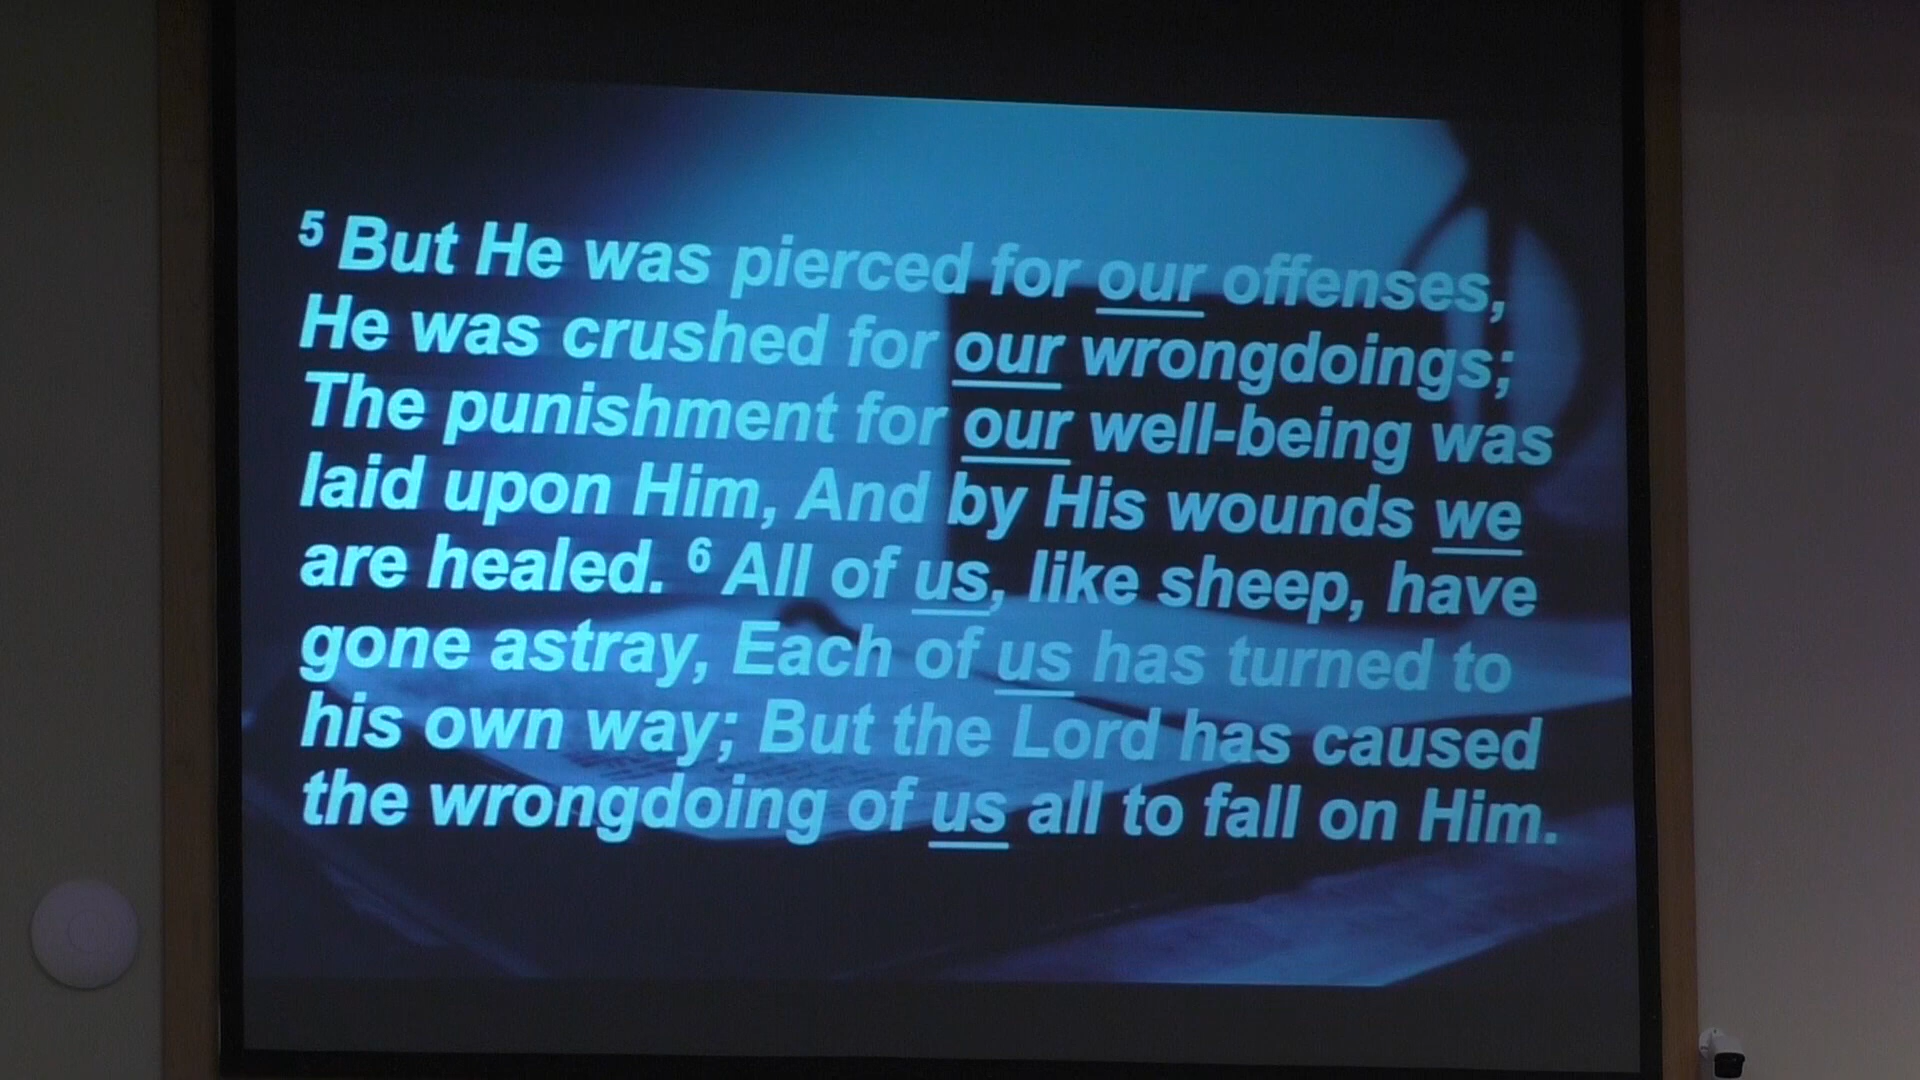 5 But He was pierced for our offenses,
He was crushed for our wrongdoings;
The punishment for our well-being was
laid upon Him, And by His wounds we
are healed. 6 All of us, like sheep, have
gone astray, Each of us has turned to
his own way; But the Lord has caused
the wrongdoing of us all to fall on Him.